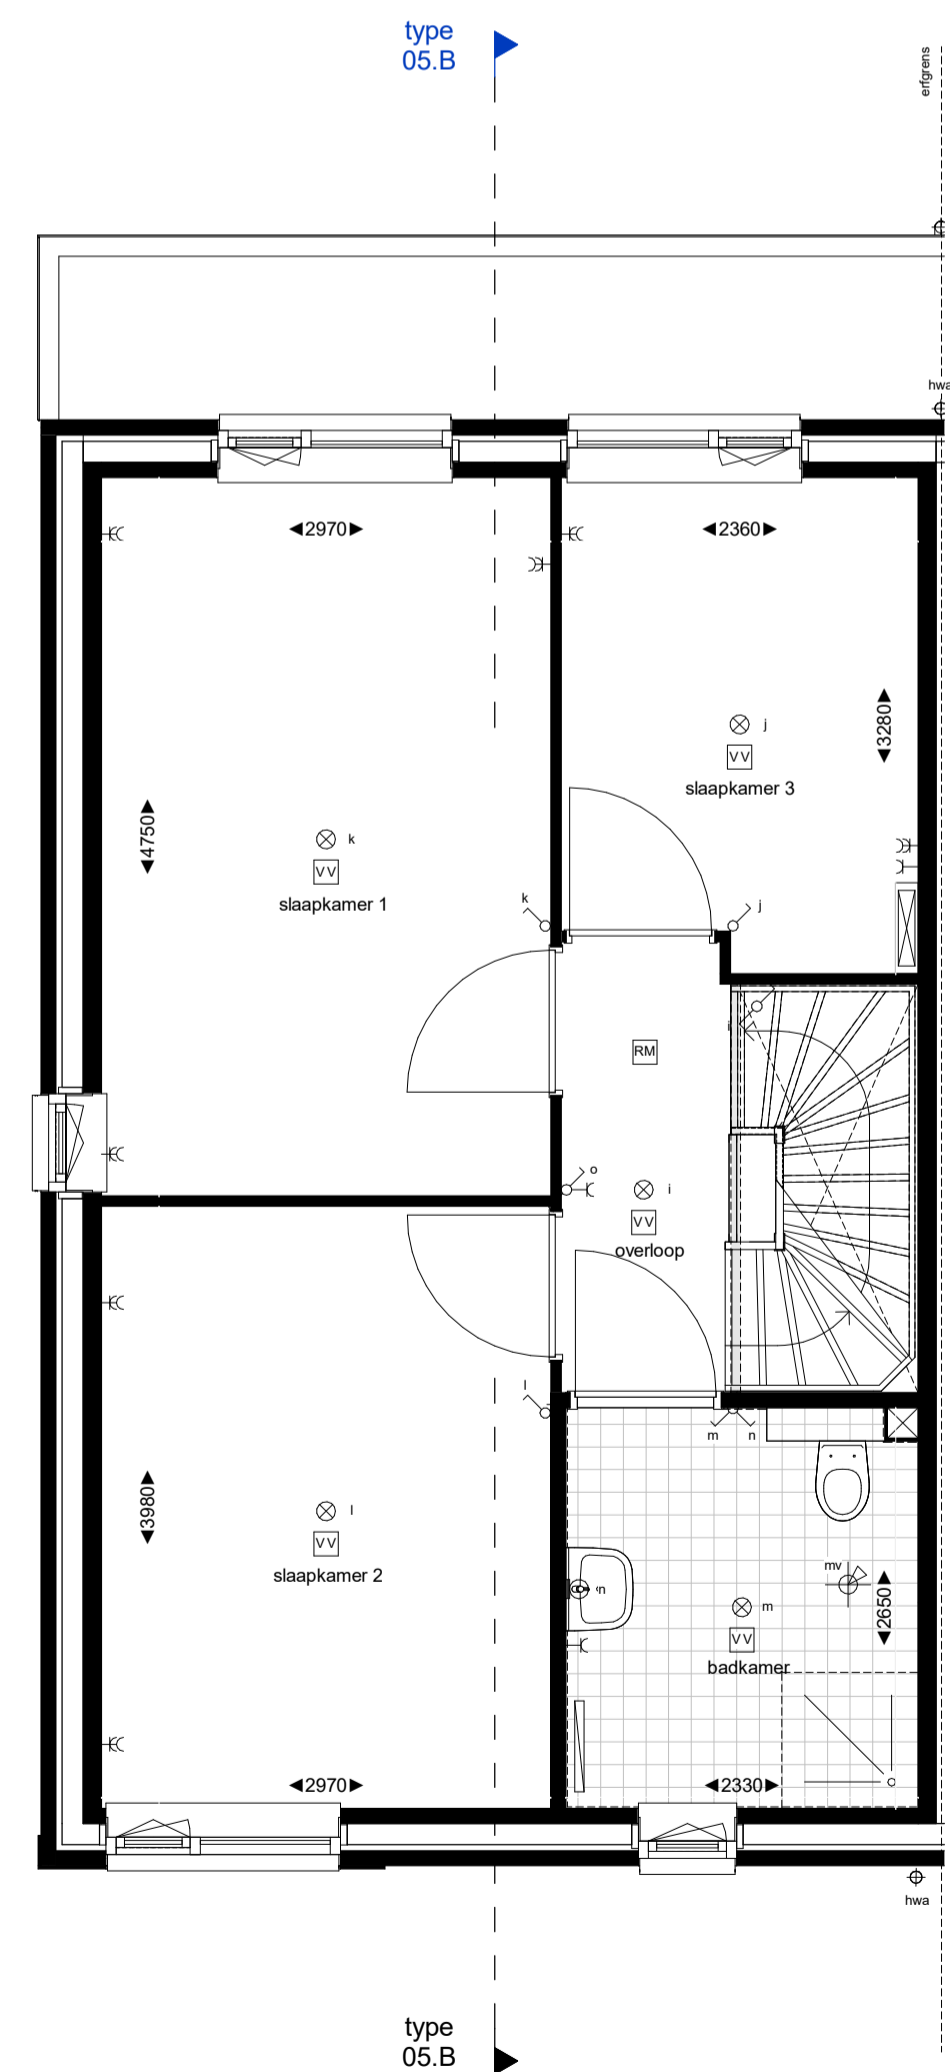 type
05.B
erfgrens
hwa
2970
2360
3280
j
VV
slaapkamer 3
4750
k
VV
slaapkamer 1
k
j
RM
i
o
i
VV
overloop
l
m n
3980
l
VV
slaapkamer 2
mv
n
2650
m
VV
badkamer
2970
2330
hwa
type
05.B